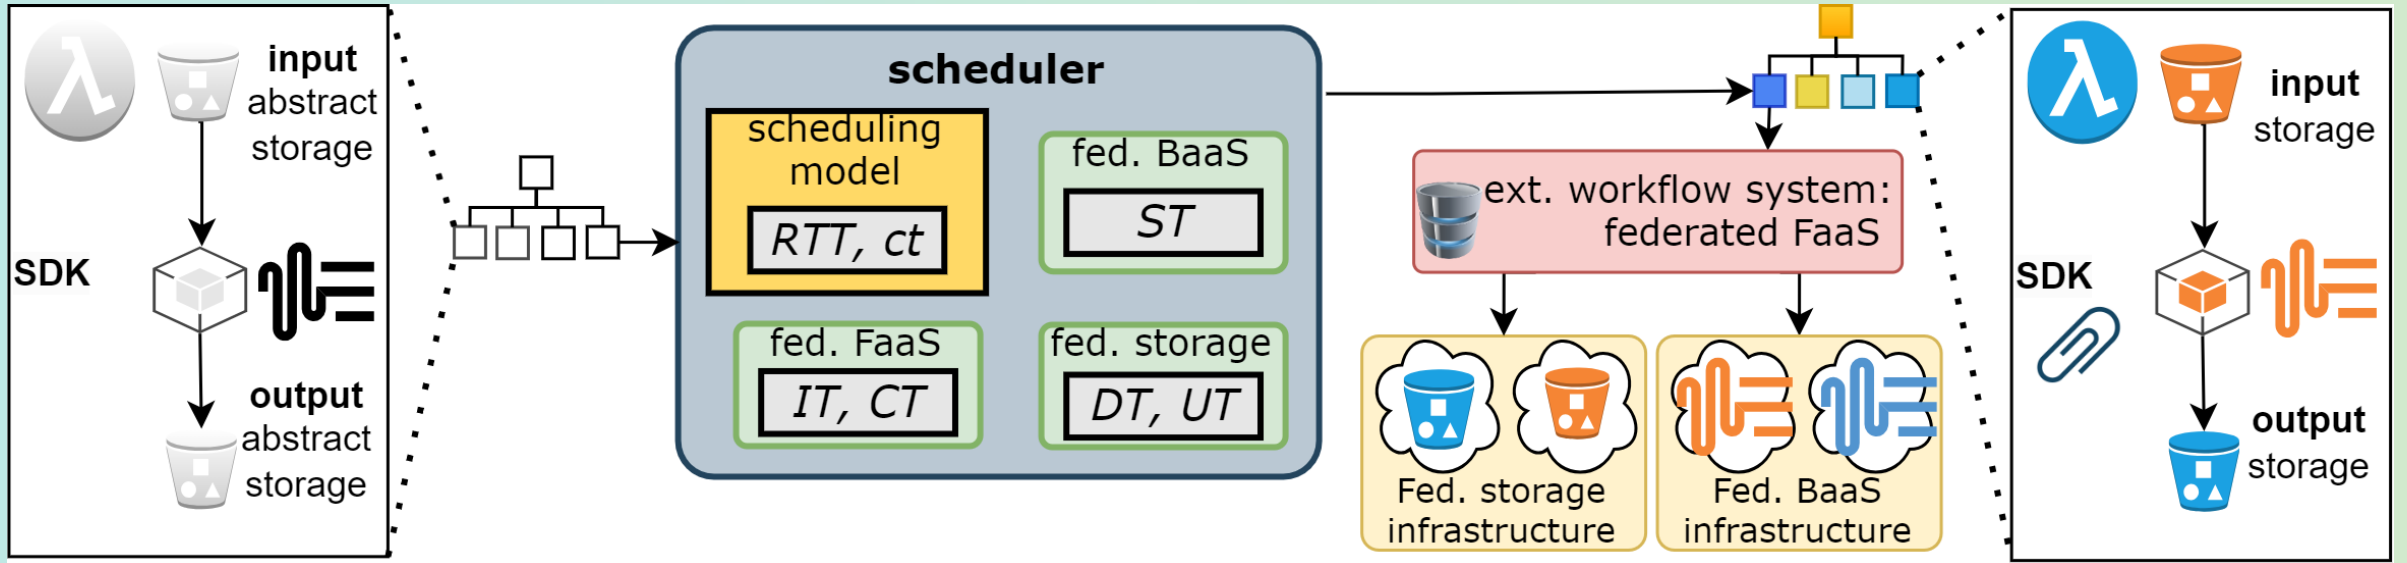 input
abstract
storage
SDK
output
abstract
storage
scheduler
scheduling
model
RTT, ct
fed. BaaS
ST
fed. FaaS
IT, CT
fed. storage
DT, UT
ext. workflow system:
federated FaaS
Fed. storage
infrastructure
Fed. BaaS
infrastructure
input
storage
SDK
output
storage